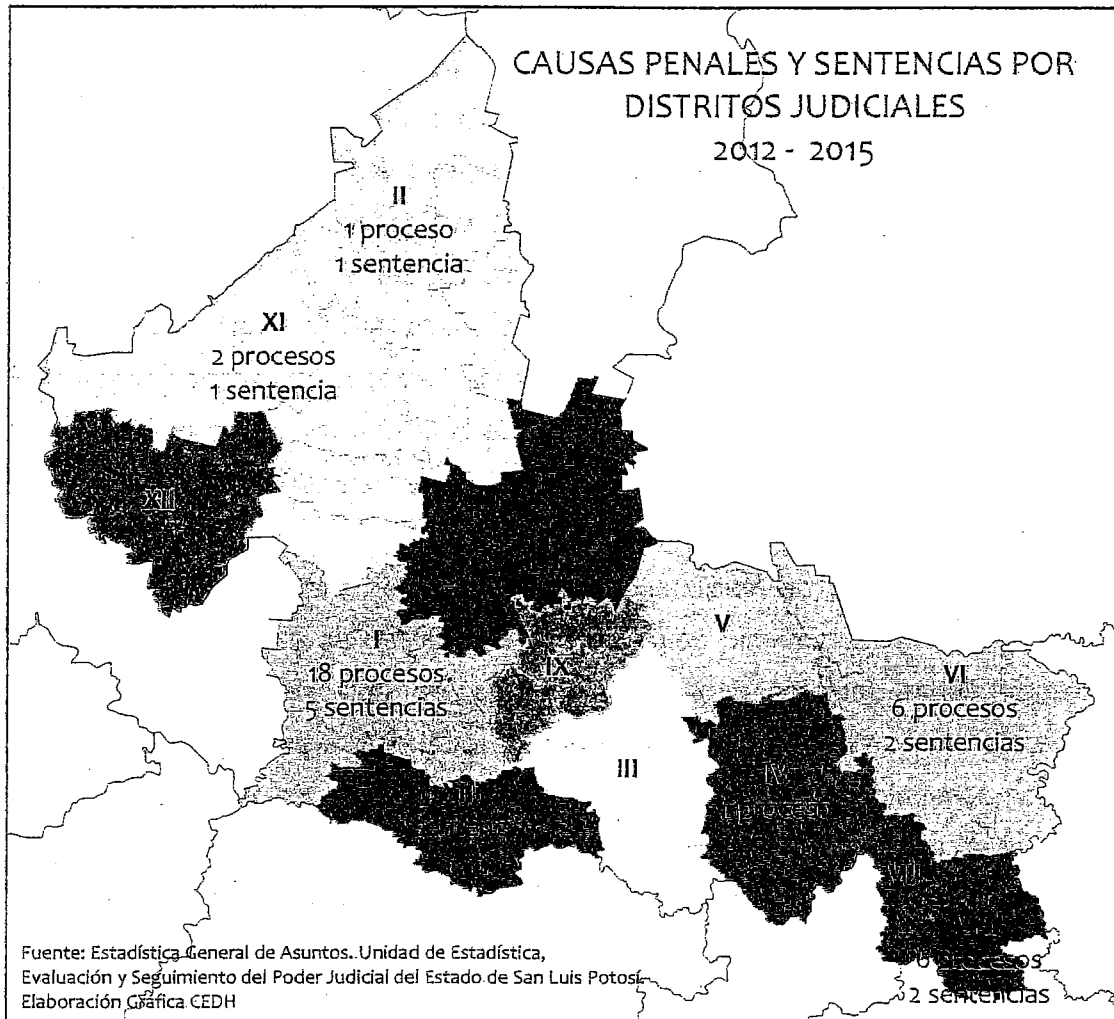 CAUSAS PENALES Y SENTENCIAS POR
DISTRITOS JUDICIALES
2012 - 2015
II
1 proceso
1 sentencia
XI
2 procesos
1 sentencia
XII
I
18 procesos
5 sentencias
IX
V
VI
6 procesos
2 sentencias
III
IV
1 proceso
VIII
6 procesos
2 sentencias
Fuente: Estadística General de Asuntos. Unidad de Estadística,
Evaluación y Seguimiento del Poder Judicial del Estado de San Luis Potosí.
Elaboración Gráfica CEDH